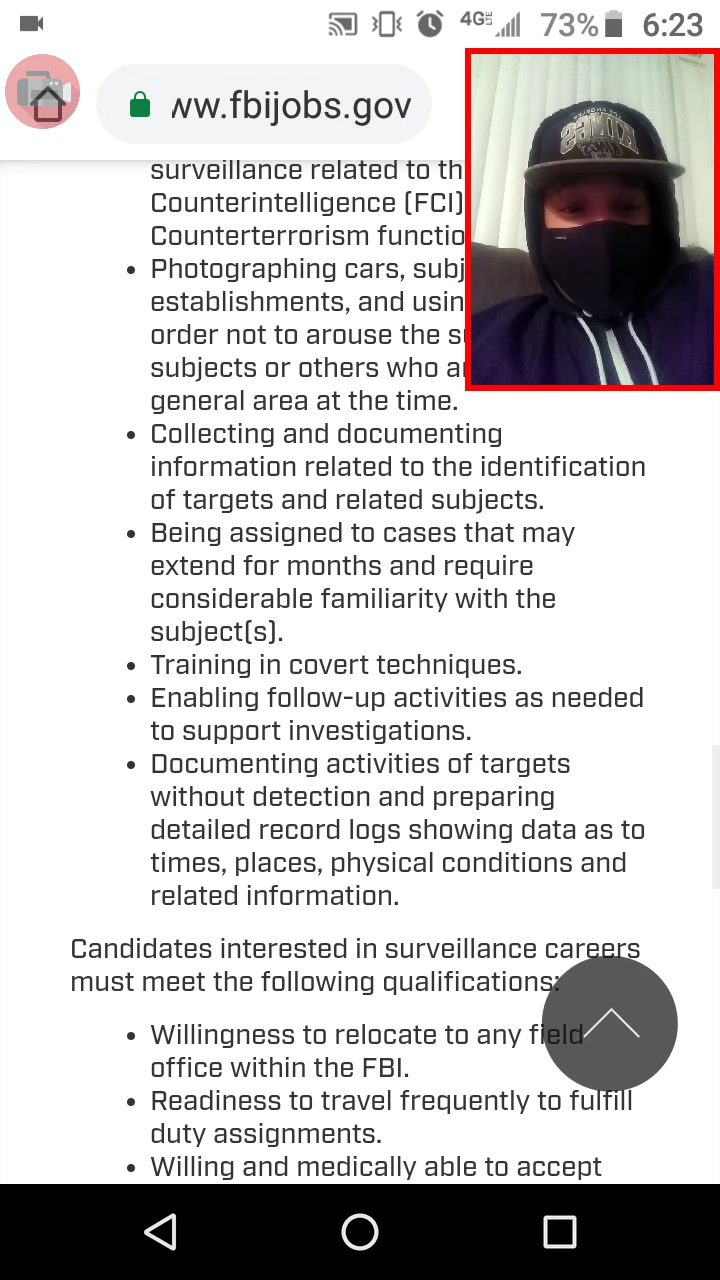 4G LTE 73% 6:23
ww.fbijobs.gov
surveillance related to th
Counterintelligence (FCI)
Counterterrorism functio
Photographing cars, subj
establishments, and usin
order not to arouse the s
subjects or others who a
general area at the time.
Collecting and documenting
information related to the identification
of targets and related subjects.
Being assigned to cases that may
extend for months and require
considerable familiarity with the
subject(s).
Training in covert techniques.
Enabling follow-up activities as needed
to support investigations.
Documenting activities of targets
without detection and preparing
detailed record logs showing data as to
times, places, physical conditions and
related information.
Candidates interested in surveillance careers
must meet the following qualifications:
Willingness to relocate to any field
office within the FBI.
Readiness to travel frequently to fulfill
duty assignments.
Willing and medically able to accept
LOS ANGELES
KINGS